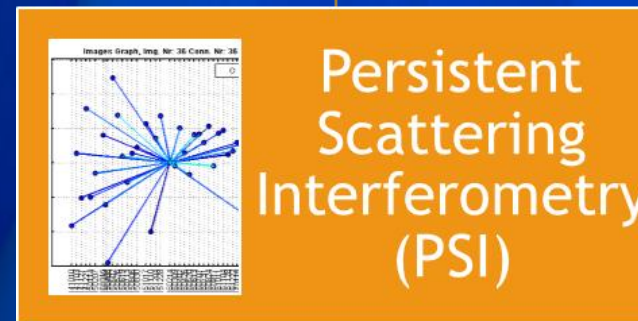 Images Graph, Img. Nr: 36 Conn. Nr: 36
Persistent
Scattering
Interferometry
(PSI)